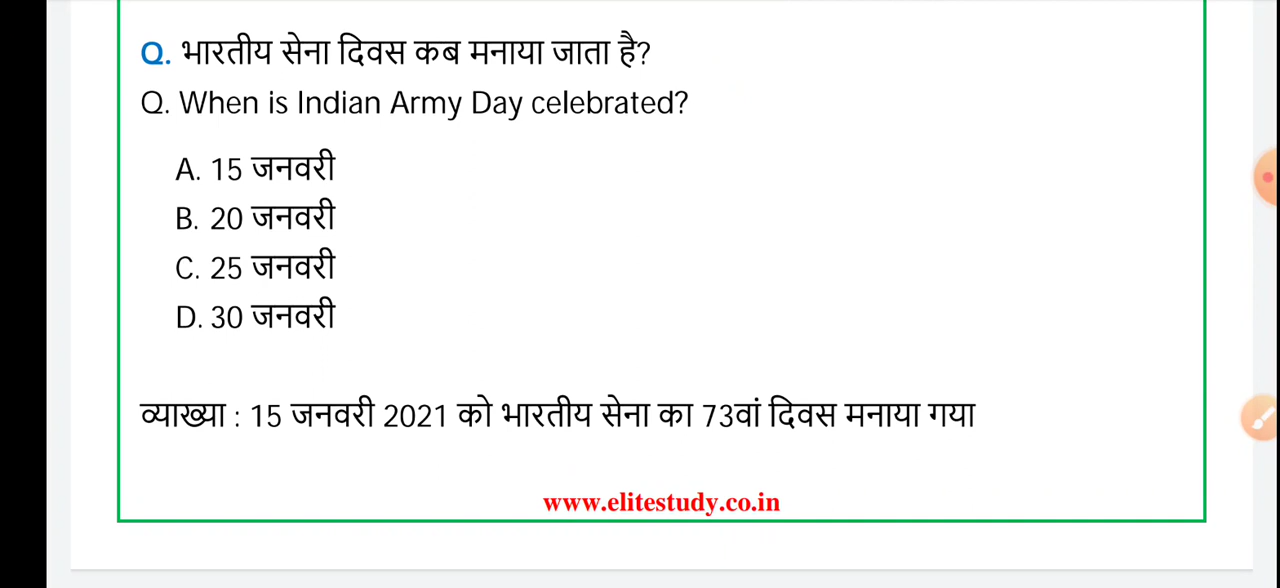 Q. भारतीय सेना दिवस कब मनाया जाता है?
Q. When is Indian Army Day celebrated?
A. 15 जनवरी
B. 20 जनवरी
C. 25 जनवरी
D. 30 जनवरी
व्याख्या : 15 जनवरी 2021 को भारतीय सेना का 73वां दिवस मनाया गया
www.elitestudy.co.in